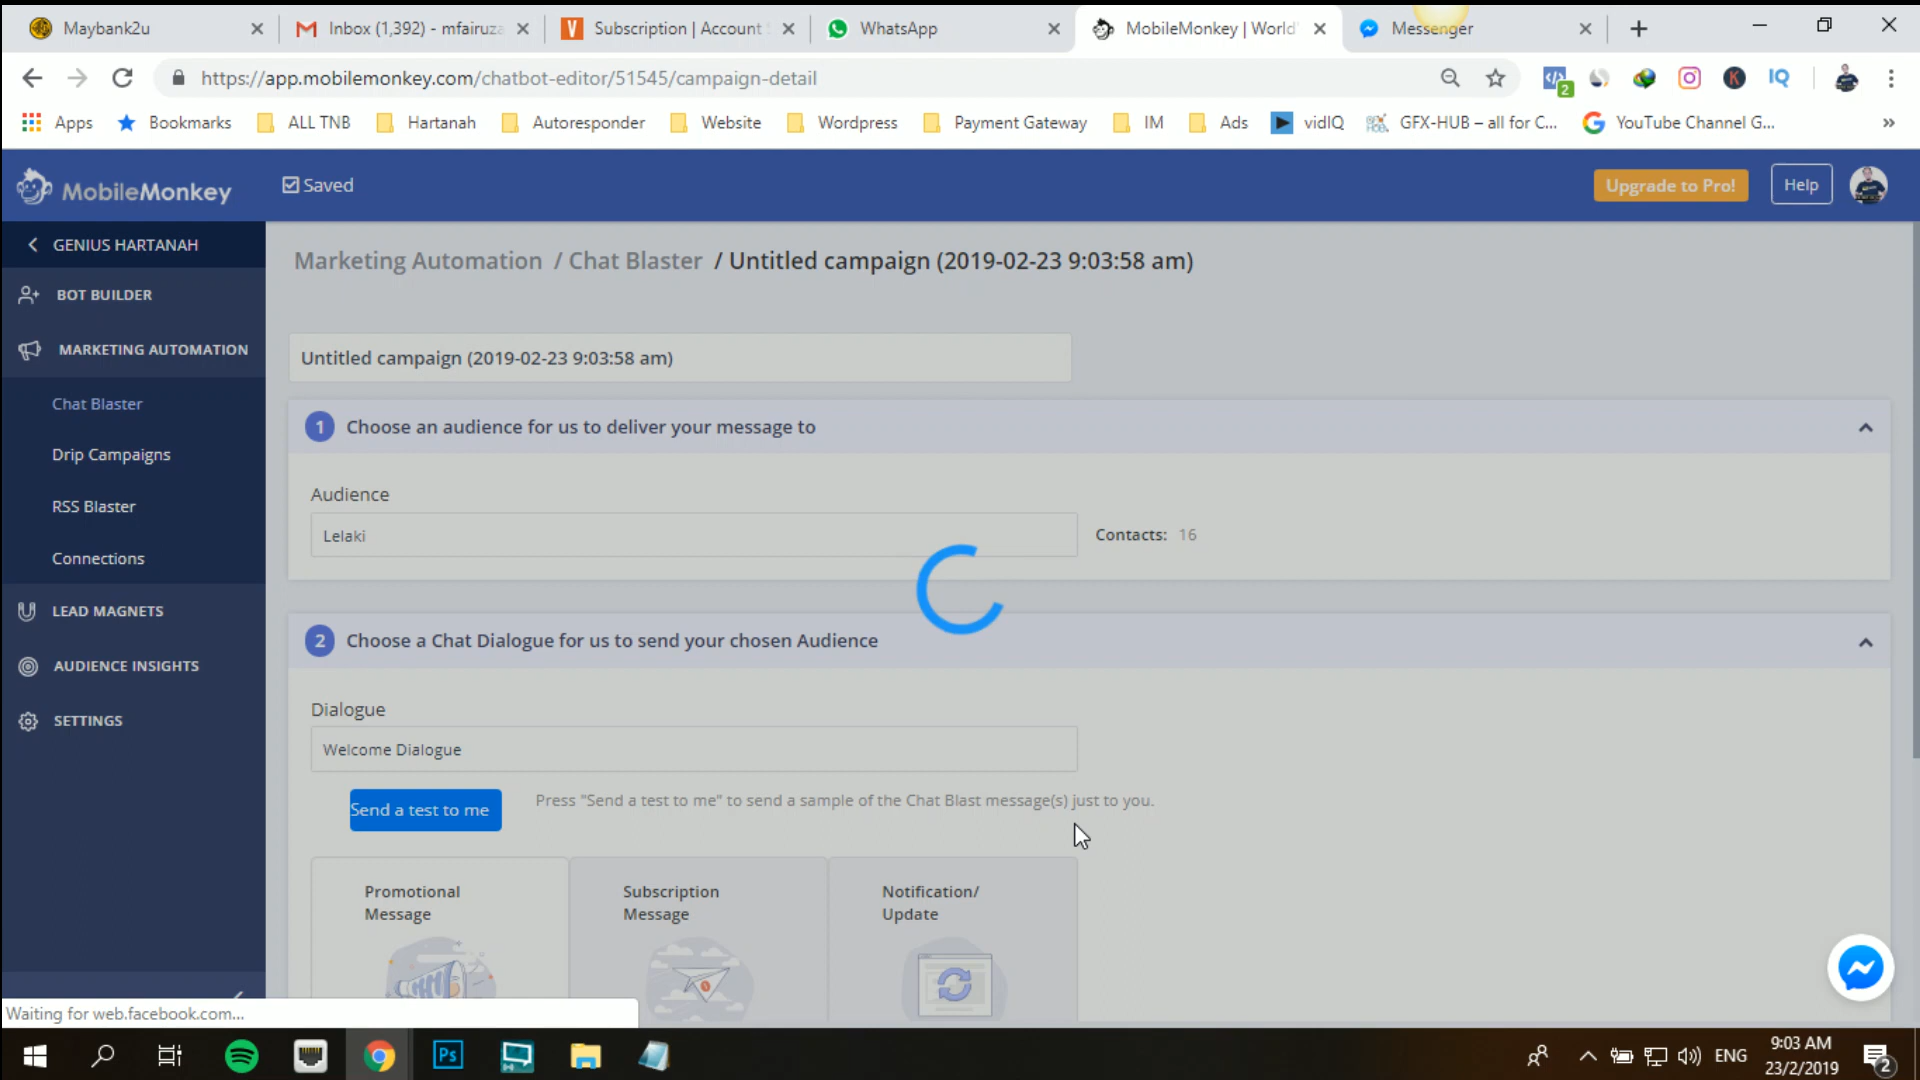 Maybank2u
Inbox (1,392) - mfairuza
Subscription | Account
WhatsApp
MobileMonkey | World'
Messenger
https://app.mobilemonkey.com/chatbot-editor/51545/campaign-detail
2
K
IQ
Apps
Bookmarks
ALL TNB
Hartanah
Autoresponder
Website
Wordpress
Payment Gateway
IM
Ads
vidIQ
GFX-HUB – all for C...
YouTube Channel G...
»
MobileMonkey
Saved
Upgrade to Pro!
Help
GENIUS HARTANAH
BOT BUILDER
MARKETING AUTOMATION
Chat Blaster
Drip Campaigns
RSS Blaster
Connections
LEAD MAGNETS
AUDIENCE INSIGHTS
SETTINGS
Marketing Automation / Chat Blaster / Untitled campaign (2019-02-23 9:03:58 am)
Untitled campaign (2019-02-23 9:03:58 am)
1 Choose an audience for us to deliver your message to
Audience
Lelaki
Contacts: 16
2 Choose a Chat Dialogue for us to send your chosen Audience
Dialogue
Welcome Dialogue
Send a test to me
Press "Send a test to me" to send a sample of the Chat Blast message(s) just to you.
Promotional
Message
Subscription
Message
Notification/
Update
Waiting for web.facebook.com...
Ps
ENG
9:03 AM
23/2/2019
2